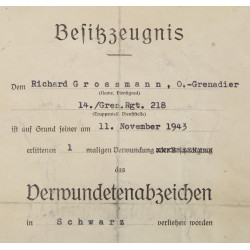 Besitzzeugnis
Dem Richard Grossmann, O.-Grenadier
(Name, Dienstgrad)
14./Gren.Rgt. 218
(Truppenteil, Dienststelle)
ist auf Grund seiner am 11. November 1943
erlittenen 1 maligen Verwundung
das
Verwundetenabzeichen
in Schwarz verliehen worden